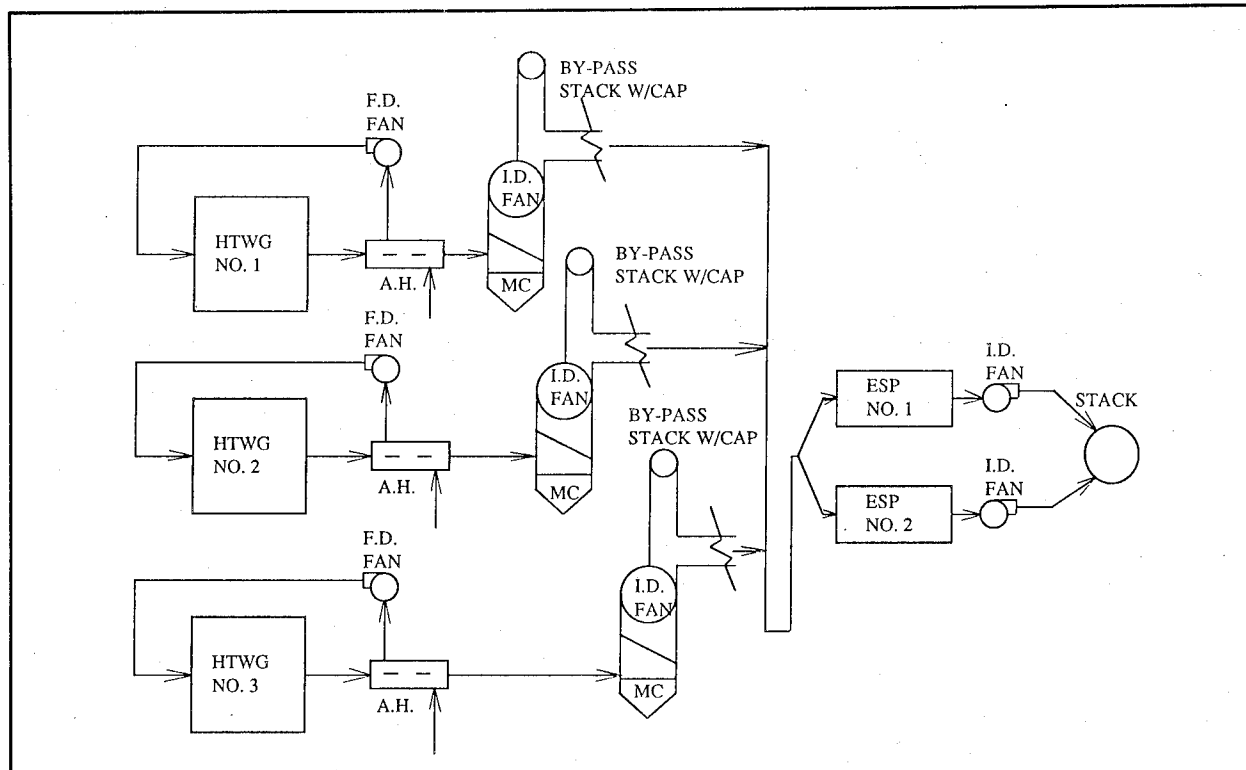 BY-PASS
STACK W/CAP
F.D.
FAN
I.D.
FAN
HTWG
NO. 1
A.H.
MC
BY-PASS
STACK W/CAP
F.D.
FAN
I.D.
FAN
HTWG
NO. 2
A.H.
MC
BY-PASS
STACK W/CAP
F.D.
FAN
I.D.
FAN
HTWG
NO. 3
A.H.
MC
ESP
NO. 1
I.D.
FAN
STACK
ESP
NO. 2
I.D.
FAN